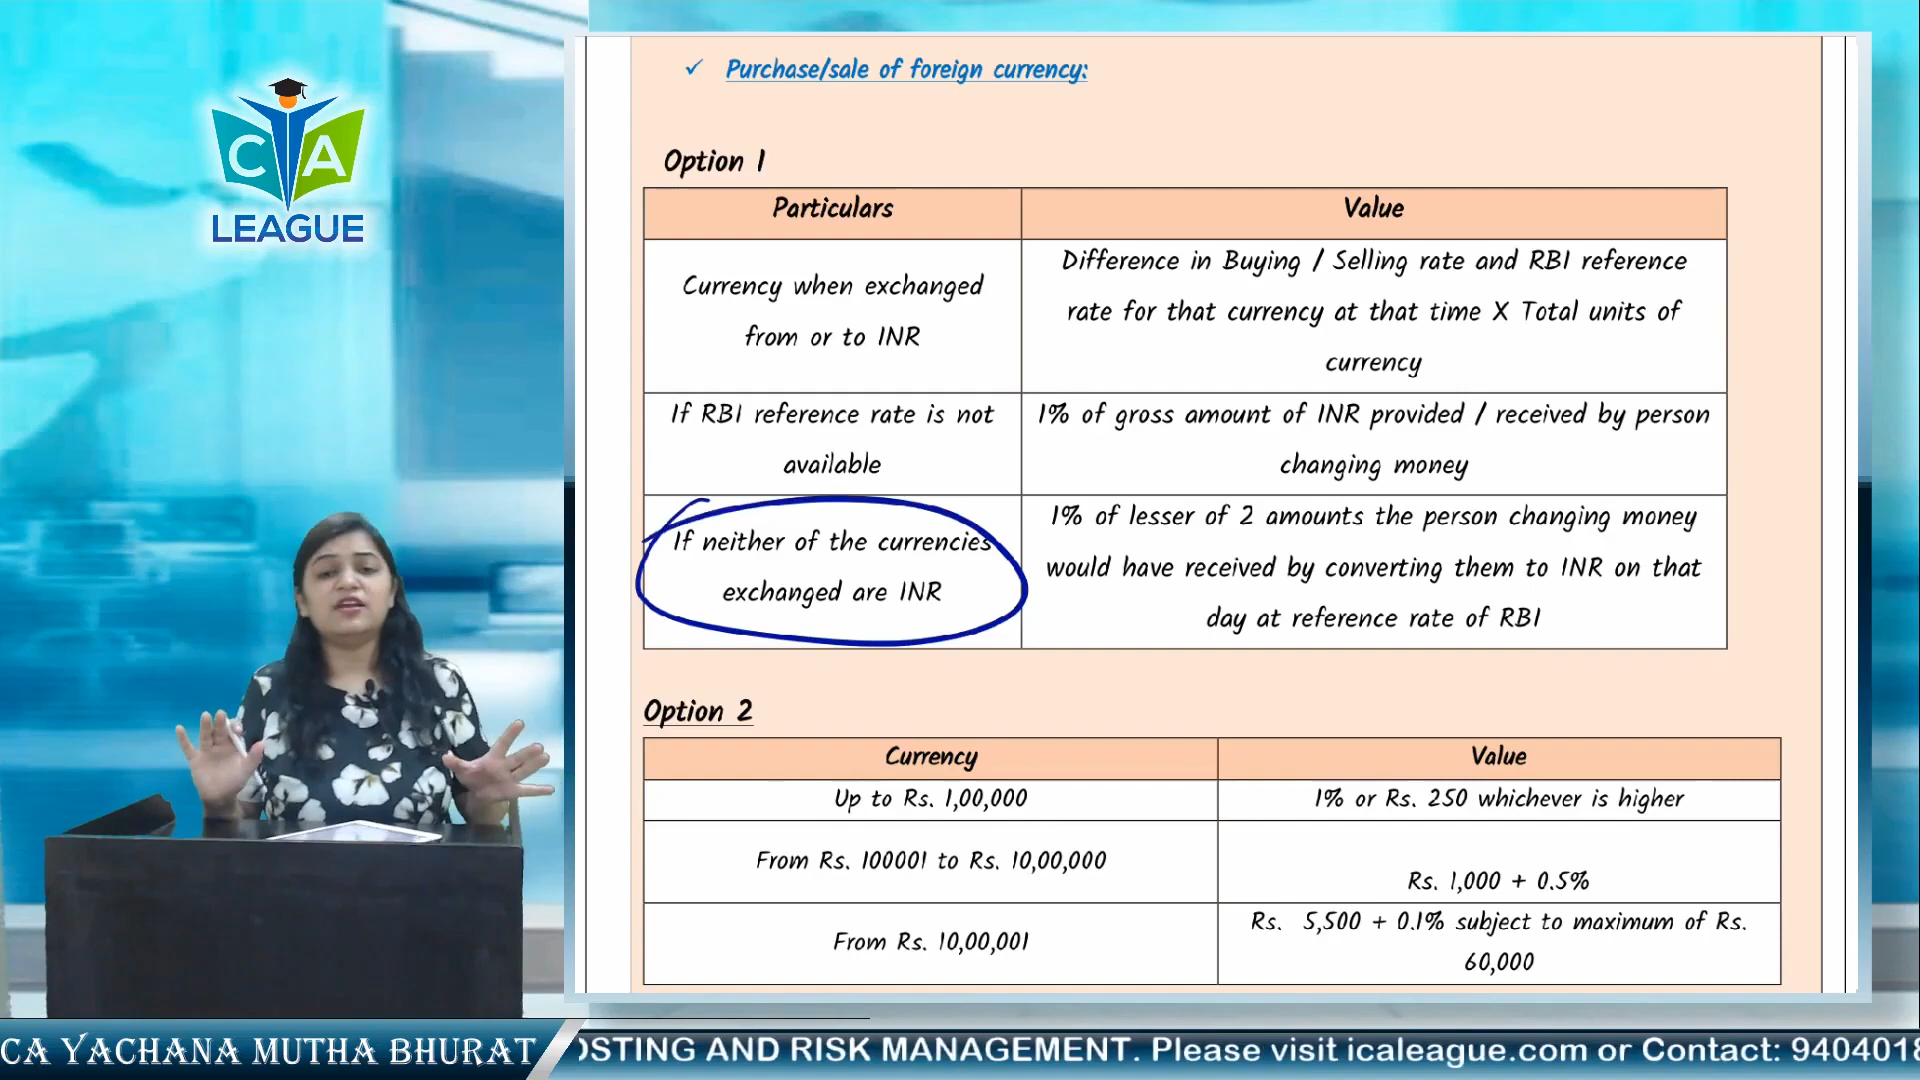 CA
LEAGUE
✓ Purchase/sale of foreign currency:
Option 1
Particulars
Value
Currency when exchanged
from or to INR
Difference in Buying / Selling rate and RBI reference
rate for that currency at that time X Total units of
currency
If RBI reference rate is not
available
1% of gross amount of INR provided / received by person
changing money
If neither of the currencies
exchanged are INR
1% of lesser of 2 amounts the person changing money
would have received by converting them to INR on that
day at reference rate of RBI
Option 2
Currency
Value
Up to Rs. 1,00,000
1% or Rs. 250 whichever is higher
From Rs. 100001 to Rs. 10,00,000
Rs. 1,000 + 0.5%
From Rs. 10,00,001
Rs. 5,500 + 0.1% subject to maximum of Rs.
60,000
CA YACHANA MUTHA BHURAT
OSTING AND RISK MANAGEMENT. Please visit icaleague.com or Contact: 9404018